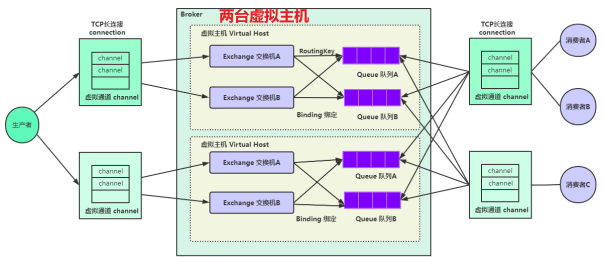 Broker
两台虚拟主机
TCP长连接
connection
channel
channel
虚拟通道 channel
生产者
channel
channel
虚拟通道 channel
虚拟主机 Virtual Host
Exchange 交换机A
RoutingKey
Queue 队列A
Exchange 交换机B
Binding 绑定
Queue 队列B
虚拟主机 Virtual Host
Exchange 交换机A
Queue 队列A
Exchange 交换机B
Binding 绑定
Queue 队列B
TCP长连接
connection
channel
channel
虚拟通道 channel
channel
channel
虚拟通道 channel
消费者A
消费者B
消费者C